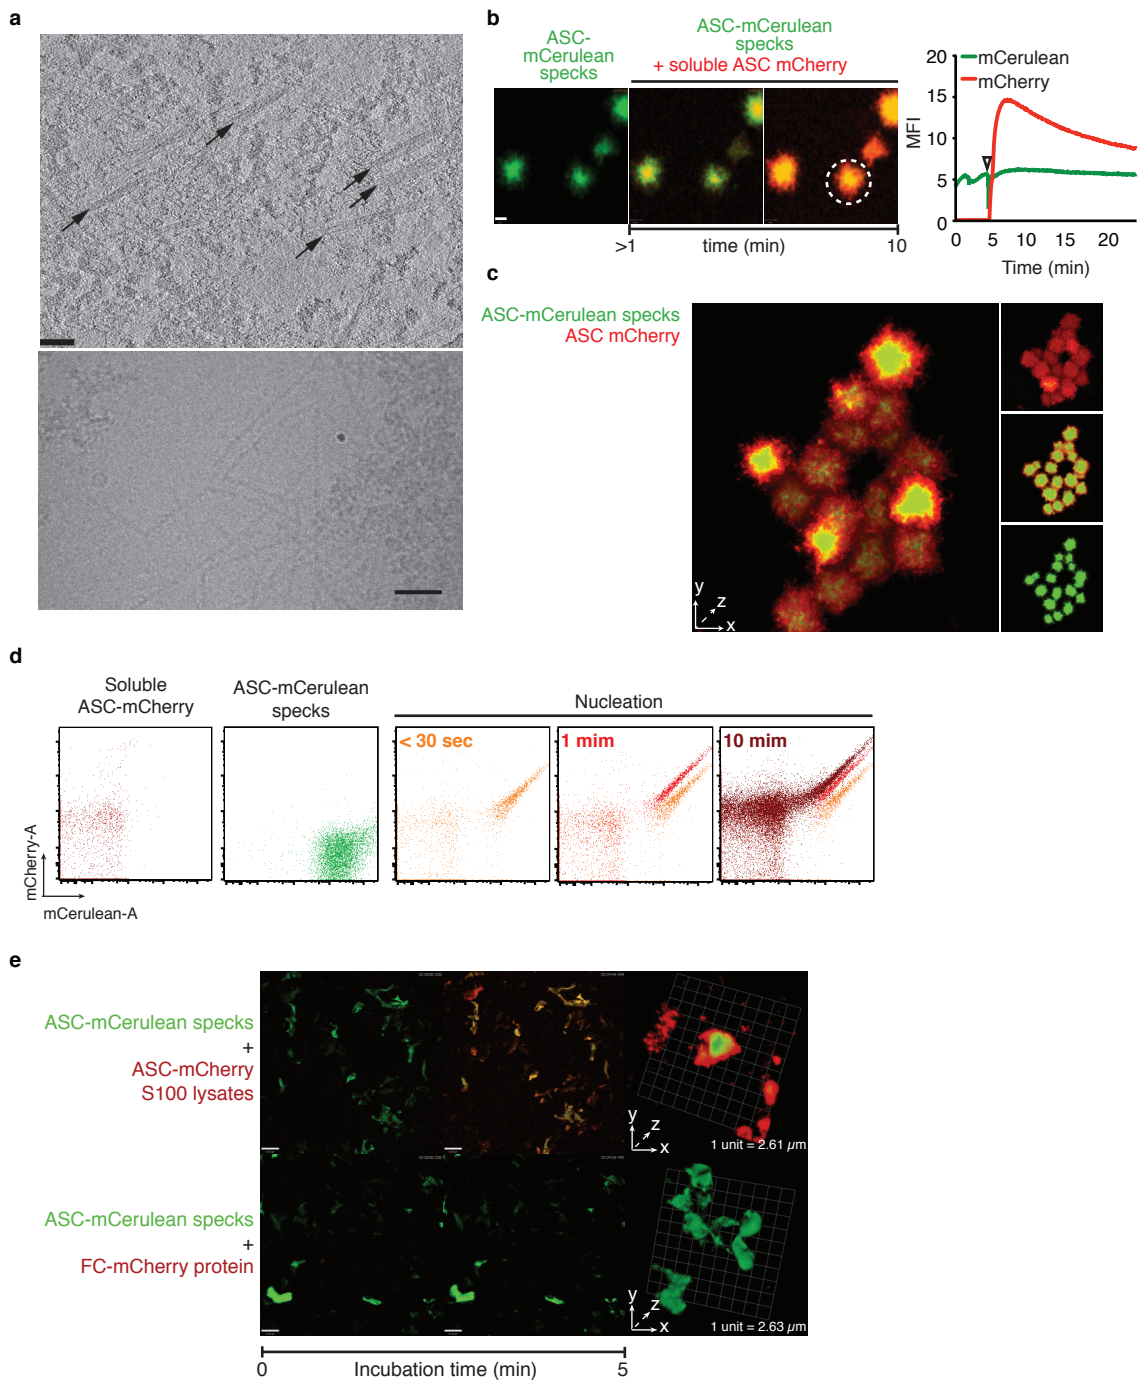 a
b
ASC-
mCerulean
specks
ASC-mCerulean
specks
+ soluble ASC mCherry
>1
time (min)
10
mCerulean
mCherry
20
15
10
5
0
MFI
0
5
10
15
20
Time (min)
c
ASC-mCerulean specks
ASC mCherry
y
z
x
d
Soluble
ASC-mCherry
ASC-mCerulean
specks
Nucleation
< 30 sec
1 mim
10 mim
mCherry-A
mCerulean-A
e
ASC-mCerulean specks
+
ASC-mCherry
S100 lysates
y
z
x
1 unit = 2.61 µm
ASC-mCerulean specks
+
FC-mCherry protein
y
z
x
1 unit = 2.63 µm
0
Incubation time (min)
5